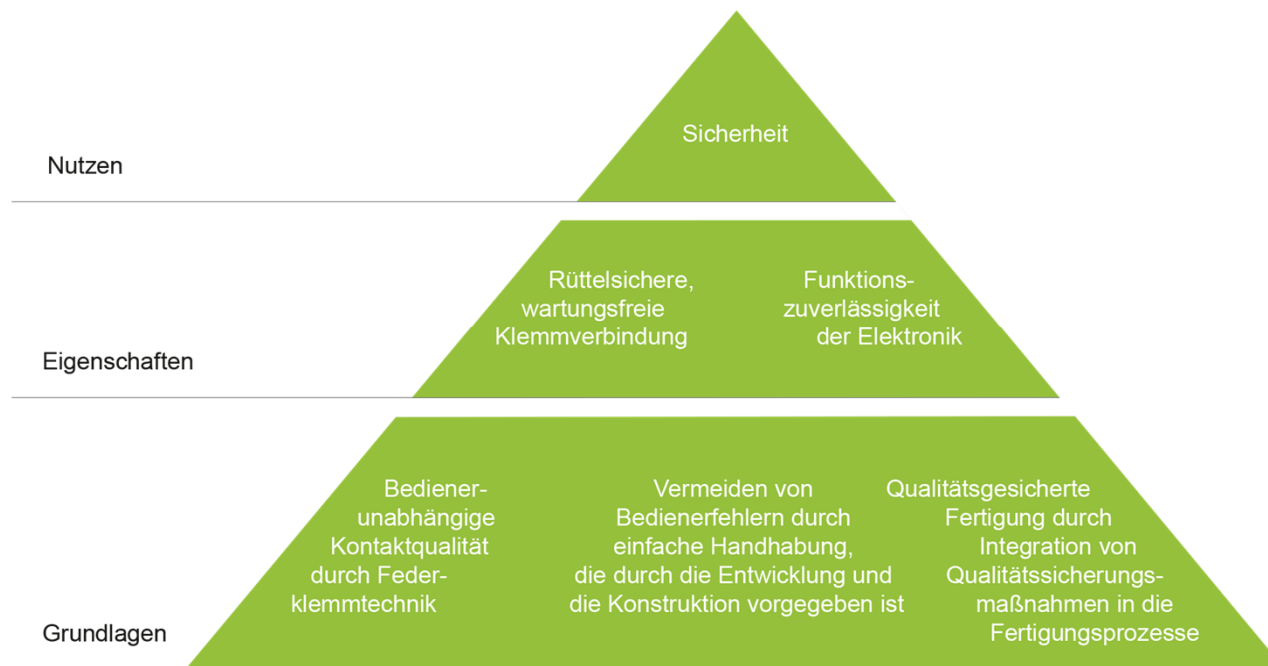 Sicherheit
Nutzen
Rüttelsichere,
wartungsfreie
Klemmverbindung
Funktions-
zuverlässigkeit
der Elektronik
Eigenschaften
Bediener-
unabhängige
Kontaktqualität
durch Feder-
klemmtechnik
Vermeiden von
Bedienerfehlern durch
einfache Handhabung,
die durch die Entwicklung und
die Konstruktion vorgegeben ist
Qualitätsgesicherte
Fertigung durch
Integration von
Qualitätssicherungs-
maßnahmen in die
Fertigungsprozesse
Grundlagen